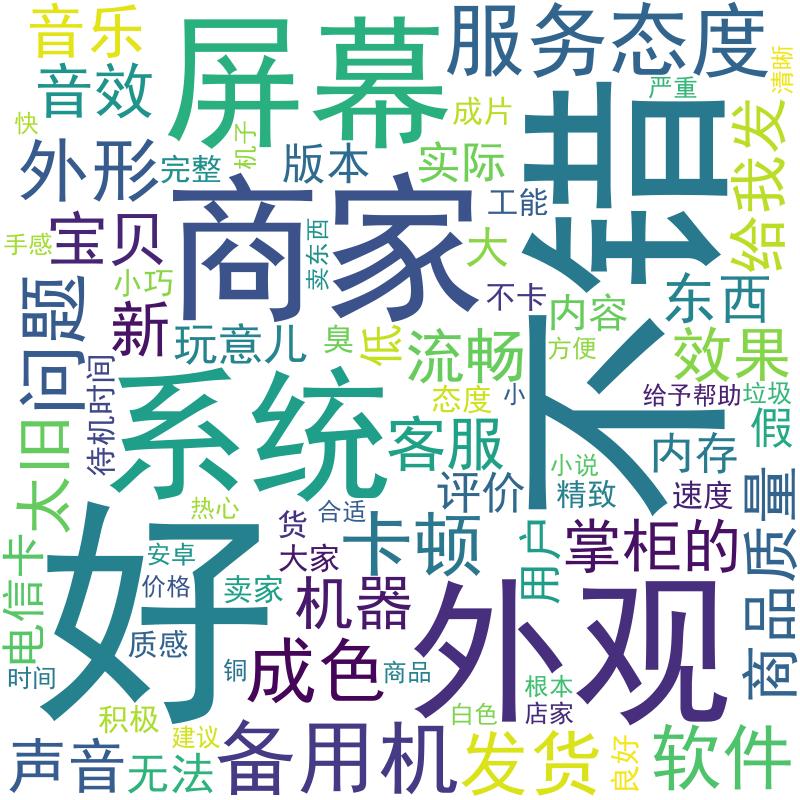 音乐
屏幕
服务态度
清晰
音效
成片
严重
不错
快
机子
外形
完整
版本
实际
给我发
商家
工能
宝贝
手感
小巧
卖东西
大
东西
问题
新
玩意儿
臭
低
不卡
内容
流畅
方便
效果
待机时间
系统
态度
小
给予帮助
垃圾
太旧
客服
假
内存
评价
小说
精致
速度
商品质量
热心
货
合适
好
卡顿
用户
掌柜的
电信卡
安卓
大家
价格
卖家
机器
外观
质感
成色
铜
商品
时间
根本
积极
白色
店家
建议
声音
无法
备用机
发货
良好
软件